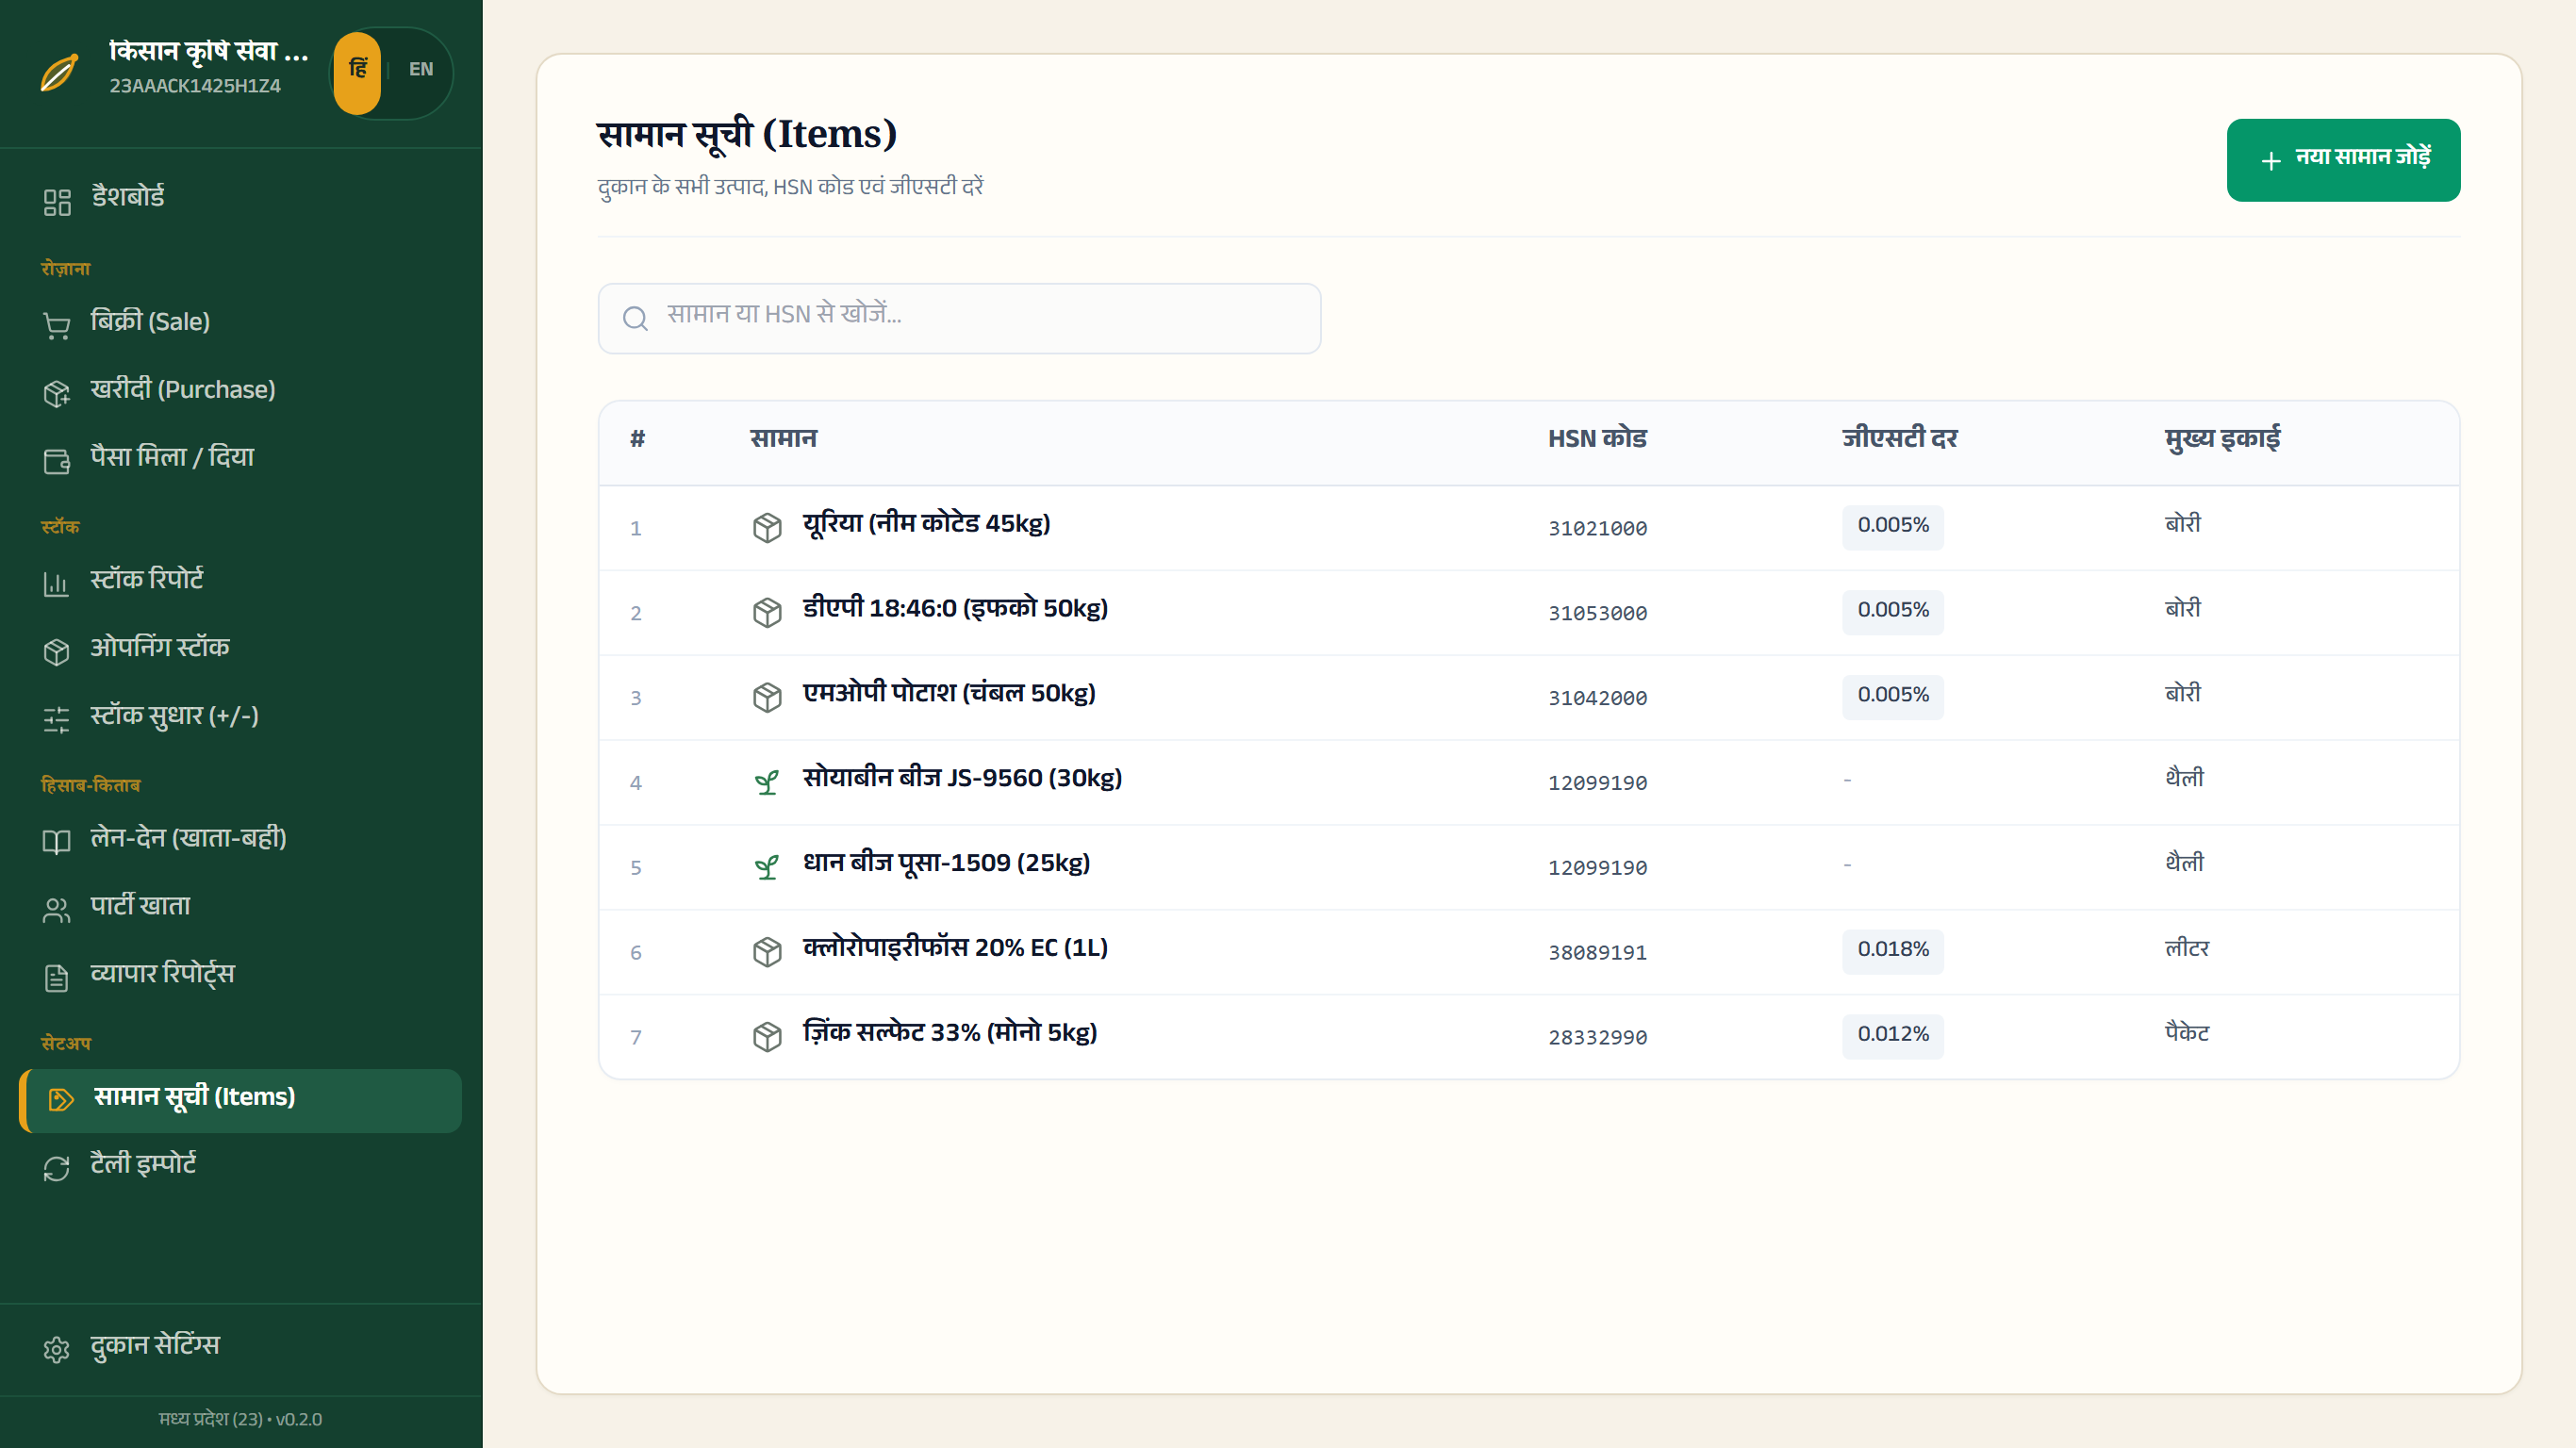 किसान कृषि सेवा ...
23AAACK1425H1Z4
हिं | EN
डैशबोर्ड
रोज़ाना
बिक्री (Sale)
खरीदी (Purchase)
पैसा मिला / दिया
स्टॉक
स्टॉक रिपोर्ट
ओपनिंग स्टॉक
स्टॉक सुधार (+/-)
हिसाब-किताब
लेन-देन (खाता-बही)
पार्टी खाता
व्यापार रिपोर्ट्स
सेटअप
सामान सूची (Items)
टैली इम्पोर्ट
दुकान सेटिंग्स
मध्य प्रदेश (23) • v0.2.0
सामान सूची (Items)
दुकान के सभी उत्पाद, HSN कोड एवं जीएसटी दरें
+ नया सामान जोड़ें
सामान या HSN से खोजें...
# सामान HSN कोड जीएसटी दर मुख्य इकाई
1 यूरिया (नीम कोटेड 45kg) 31021000 0.005% बोरी
2 डीएपी 18:46:0 (इफको 50kg) 31053000 0.005% बोरी
3 एमओपी पोटाश (चंबल 50kg) 31042000 0.005% बोरी
4 सोयाबीन बीज JS-9560 (30kg) 12099190 - थैली
5 धान बीज पूसा-1509 (25kg) 12099190 - थैली
6 क्लोरोपाइरीफॉस 20% EC (1L) 38089191 0.018% लीटर
7 ज़िंक सल्फेट 33% (मोनो 5kg) 28332990 0.012% पैकेट